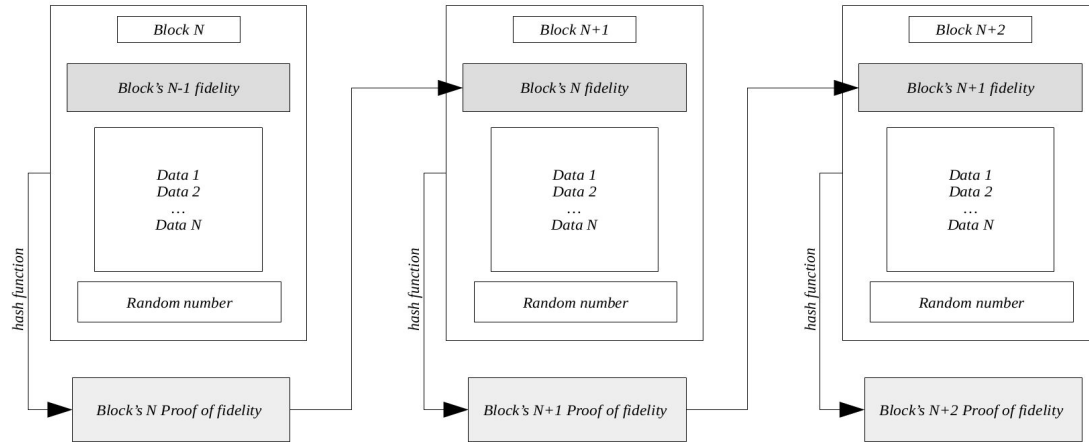 Block N
Block's N-1 fidelity
Data 1
Data 2
...
Data N
Random number
hash function
Block's N Proof of fidelity
Block N+1
Block's N fidelity
Data 1
Data 2
...
Data N
Random number
hash function
Block's N+1 Proof of fidelity
Block N+2
Block's N+1 fidelity
Data 1
Data 2
...
Data N
Random number
hash function
Block's N+2 Proof of fidelity